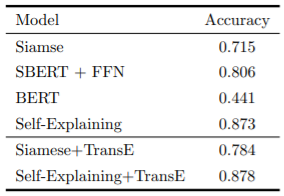 Model Accuracy
Siamse 0.715
SBERT + FFN 0.806
BERT 0.441
Self-Explaining 0.873
Siamese+TransE 0.784
Self-Explaining+TransE 0.878